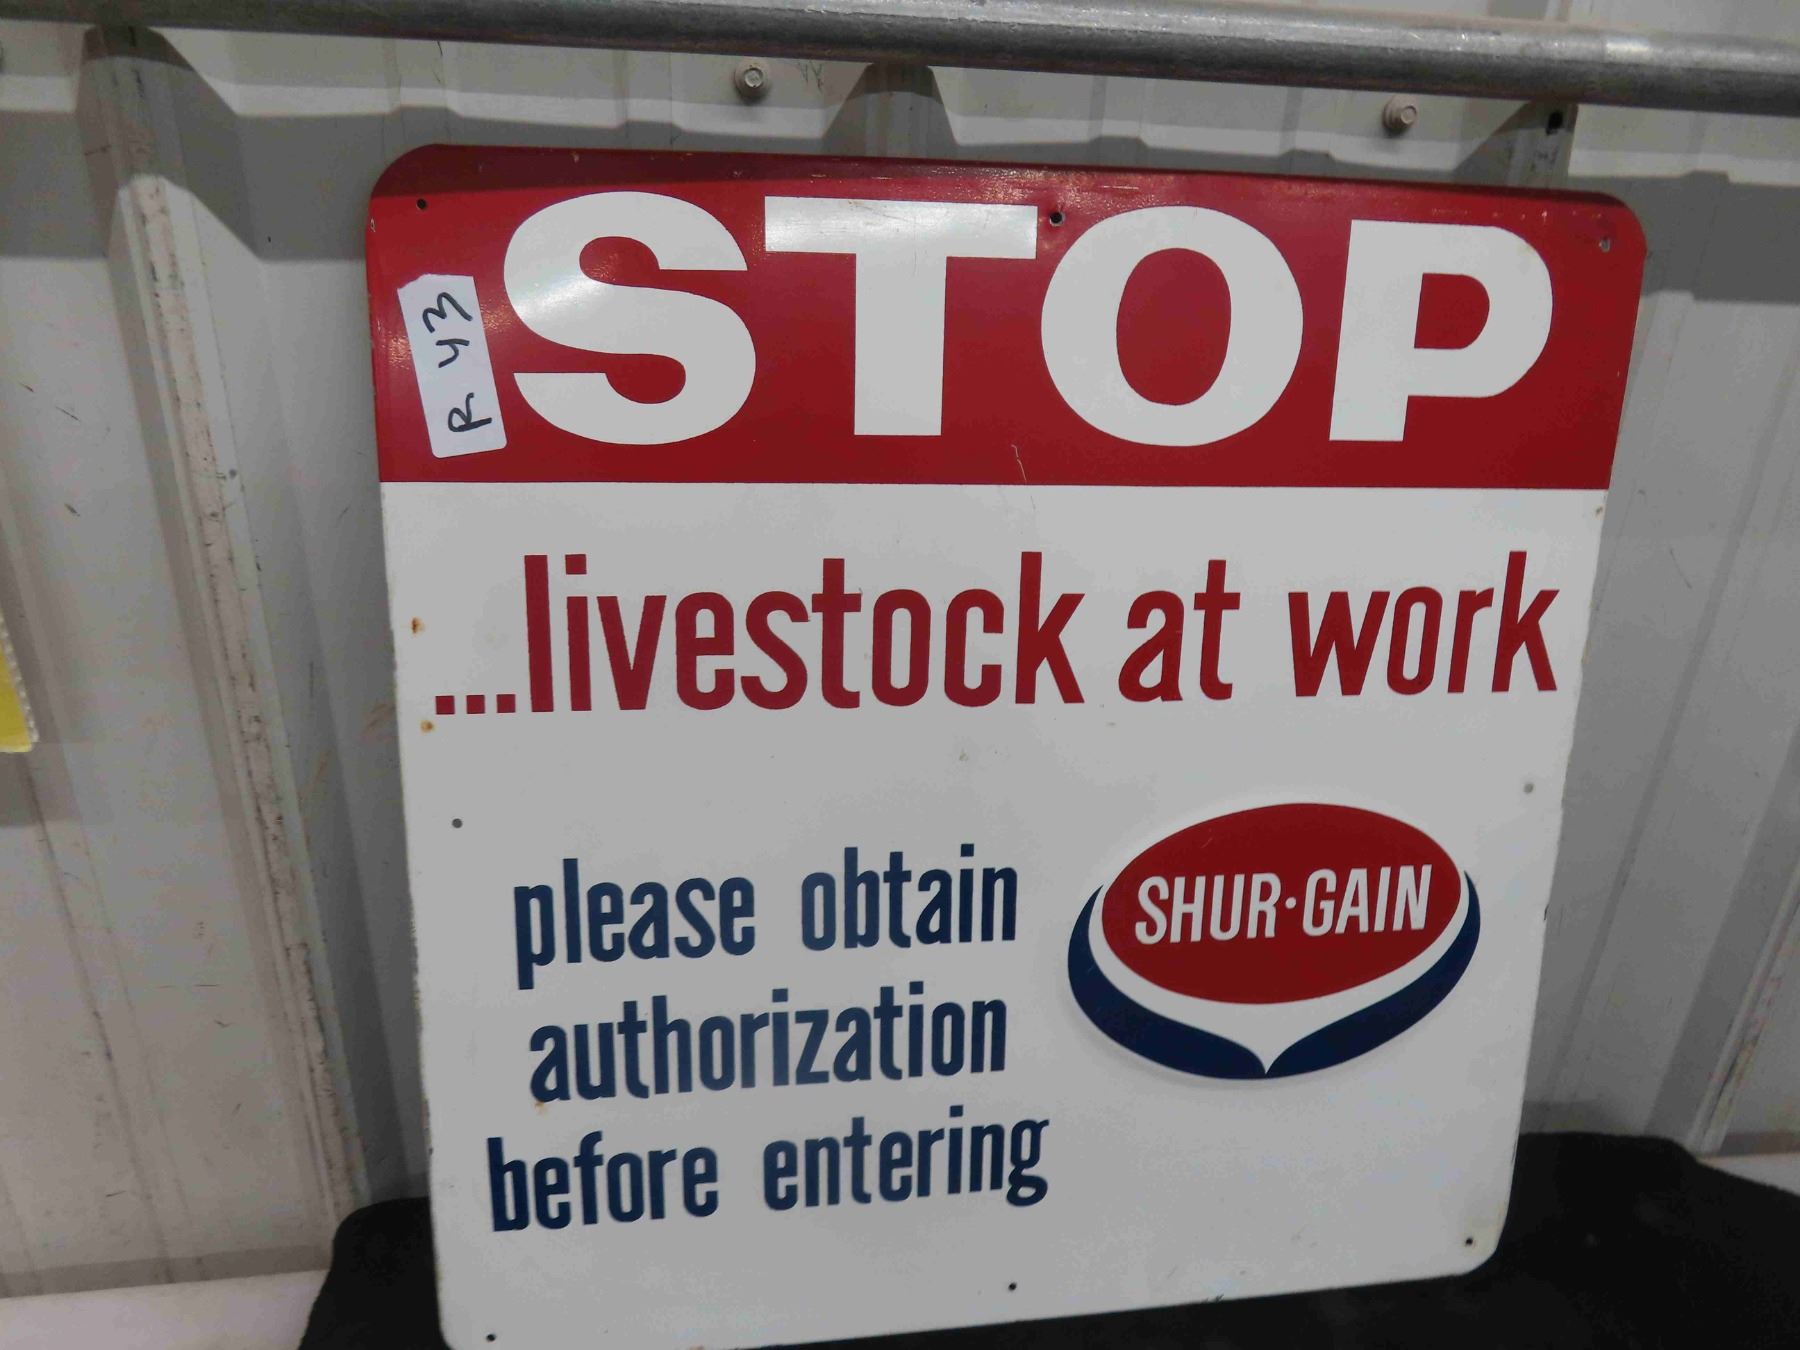 STOP
R 43
...livestock at work
please obtain
authorization
before entering
SHUR·GAIN